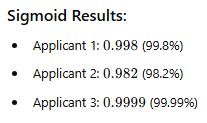 Sigmoid Results:
• Applicant 1: 0.998 (99.8%)
• Applicant 2: 0.982 (98.2%)
• Applicant 3: 0.9999 (99.99%)